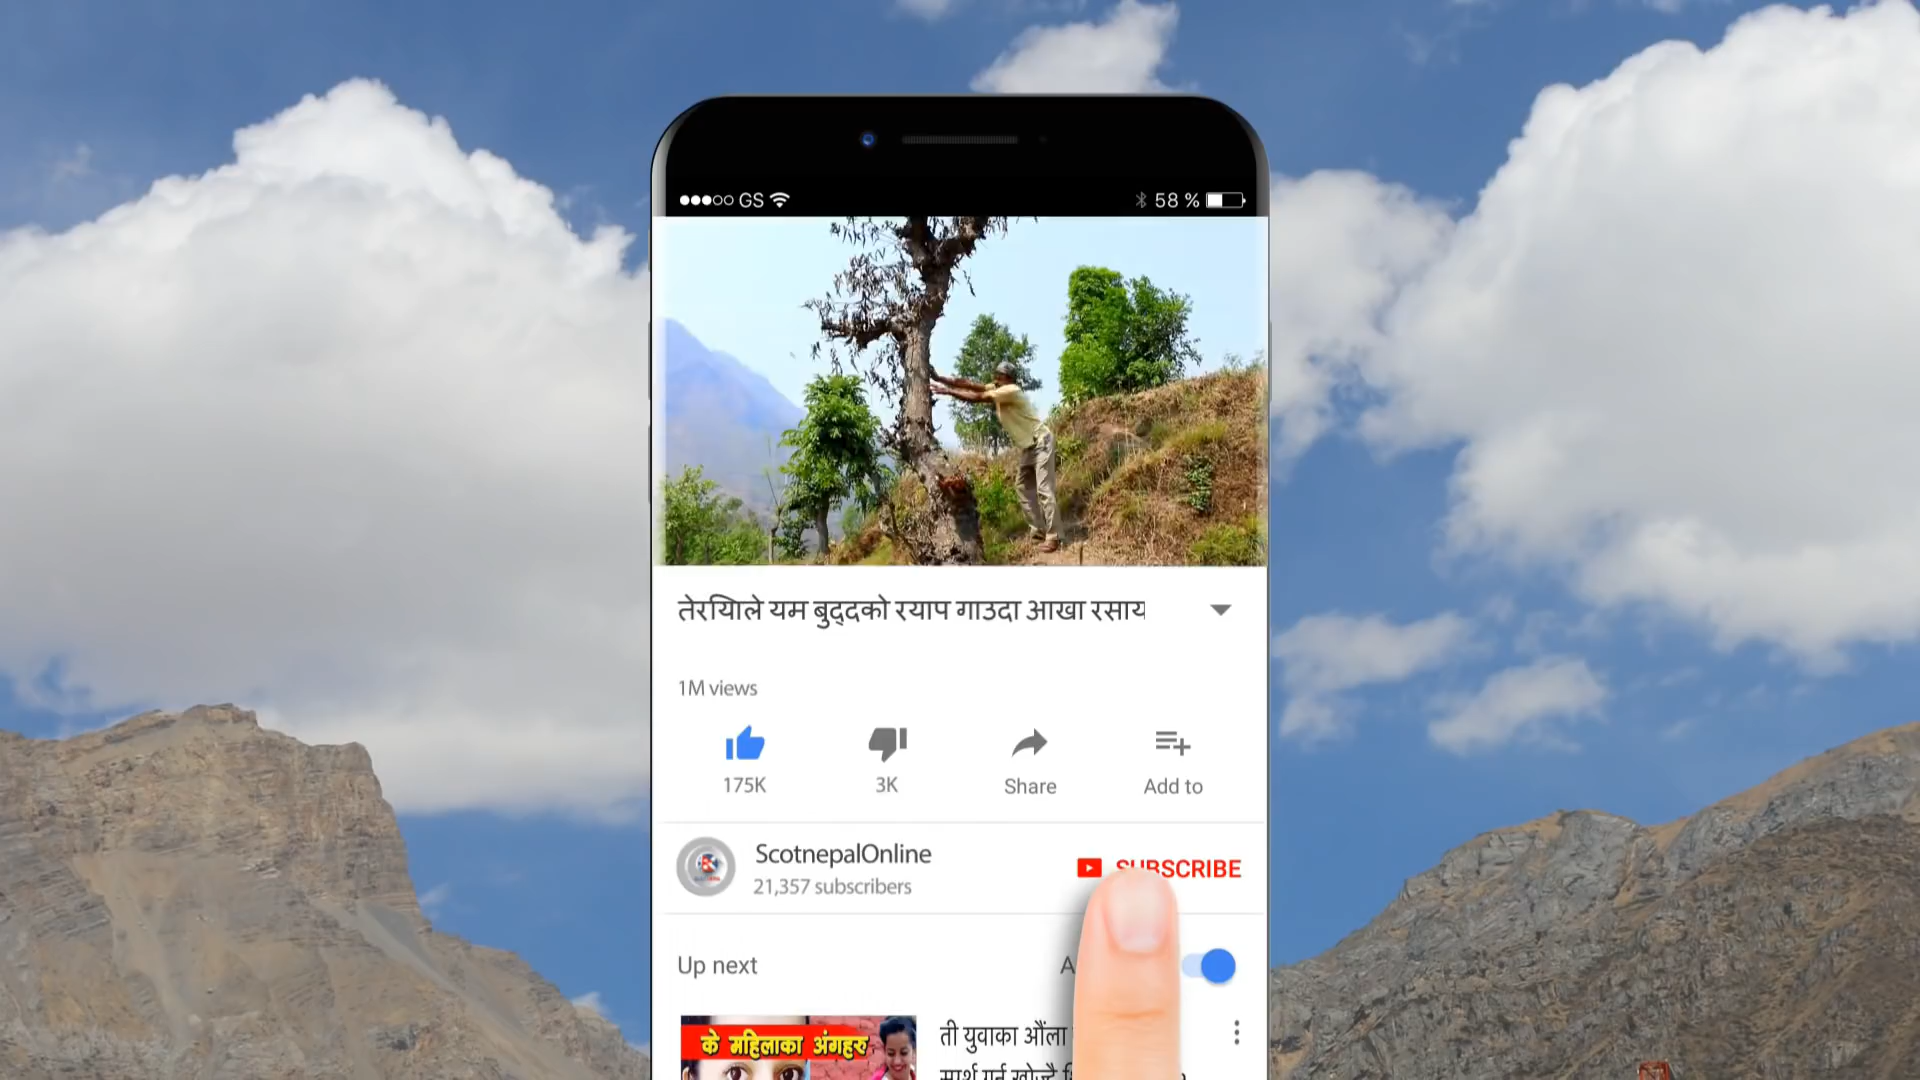 GS 58 %
तेरियाले यम बुद्दको रयाप गाउदा आखा रसाय
1M views
175K 3K Share Add to
ScotnepalOnline
21,357 subscribers
SUBSCRIBE
Up next
के महिलाका अंगहरु
ती युवाका औंला